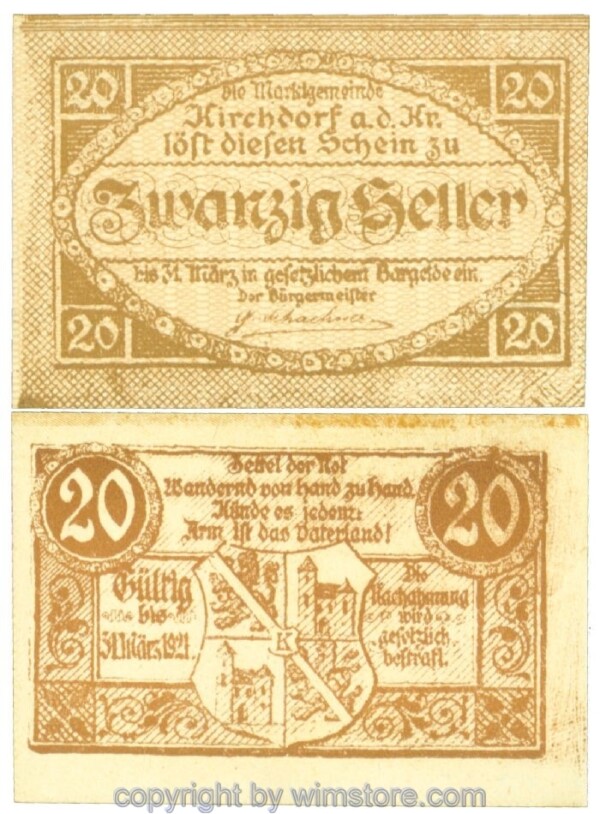 20
20
Die Marktgemeinde
Kirchdorf a.d. Kr.
löst diesen Schein zu
Zwanzig Heller
bis 31. März in gesetzlichem Bargelde ein.
Der Bürgermeister
20
20
20
20
Zettel der Not
Wandernd von Hand zu Hand,
Künde es jedem:
Arm ist das Vaterland!
Gültig
bis
31. März 1921.
K
Die
Nachahmung
wird
gesetzlich
bestraft.
copyright by wimstore.com